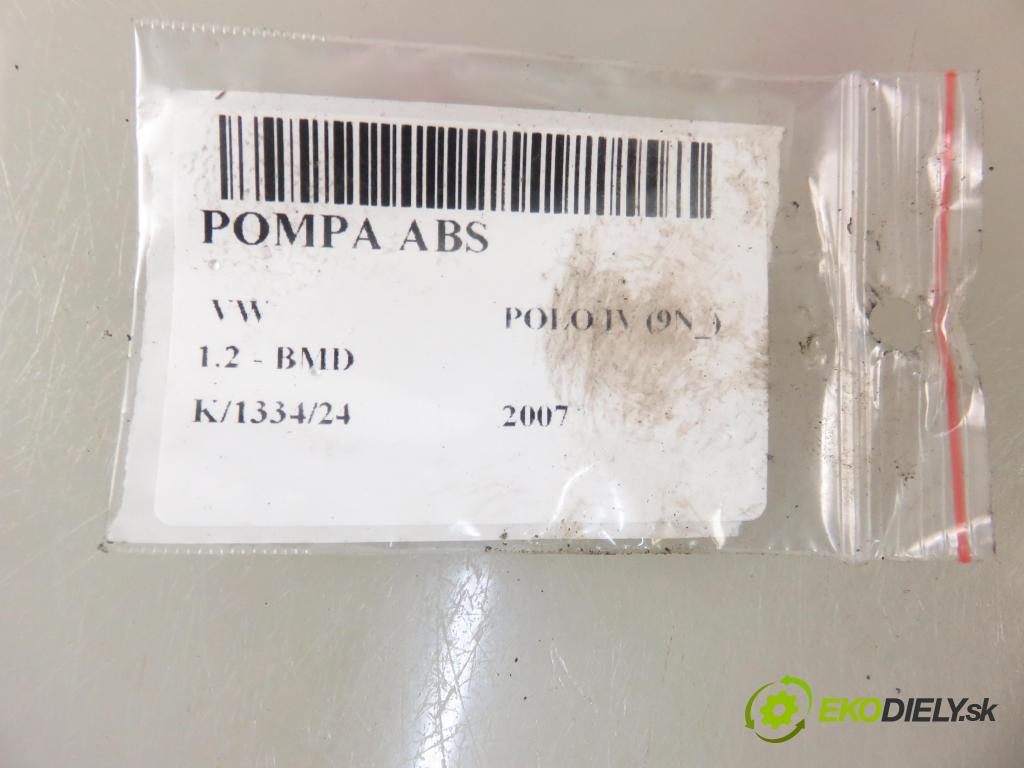 POMPA ABS
VW POLO IV (9N_)
1.2 - BMD
K/1334/24 2007
EKODIELY.sk